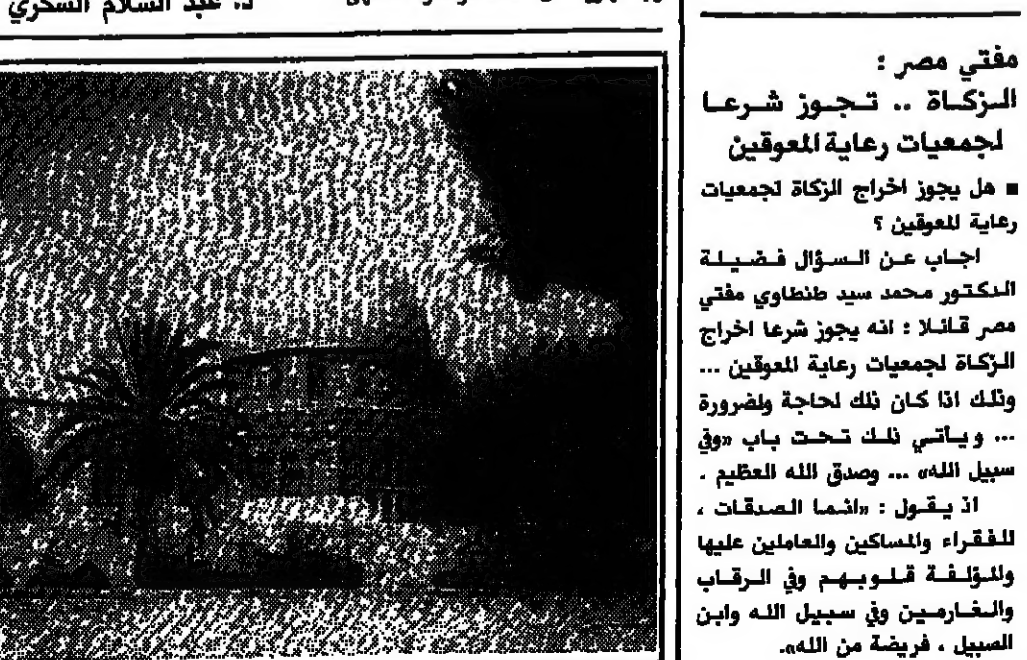 د. عبد السلام السكري
مفتي مصر :
الزكاة .. تجوز شرعا
لجمعيات رعاية المعوقين
■ هل يجوز اخراج الزكاة لجمعيات
رعاية المعوقين ؟
اجاب عن السؤال فضيلة
الدكتور محمد سيد طنطاوي مفتي
مصر قائلا : انه يجوز شرعا اخراج
الزكاة لجمعيات رعاية المعوقين ...
وذلك اذا كان ذلك لحاجة ولضرورة
... ويأتي ذلك تحت باب «وفي
سبيل الله» ... وصدق الله العظيم .
اذ يقول : «انما الصدقات ،
للفقراء والمساكين والعاملين عليها
والمؤلفة قلوبهم وفي الرقاب
والغارمين وفي سبيل الله وابن
السبيل ، فريضة من الله».